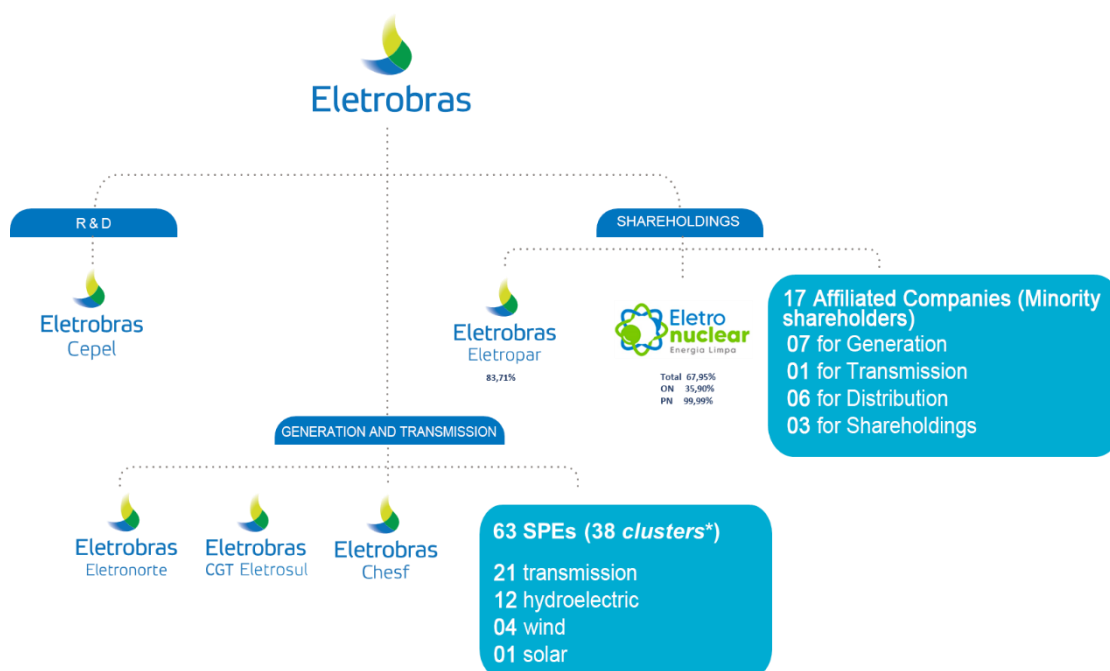 Eletrobras
R & D
SHAREHOLDINGS
Eletrobras
Cepel
Eletrobras
Eletropar
83,71%
Eletro
nuclear
Energia Limpa
Total 67,95%
ON 35,90%
PN 99,99%
17 Affiliated Companies (Minority
shareholders)
07 for Generation
01 for Transmission
06 for Distribution
03 for Shareholdings
GENERATION AND TRANSMISSION
Eletrobras
Eletronorte
Eletrobras
CGT Eletrosul
Eletrobras
Chesf
63 SPEs (38 clusters*)
21 transmission
12 hydroelectric
04 wind
01 solar